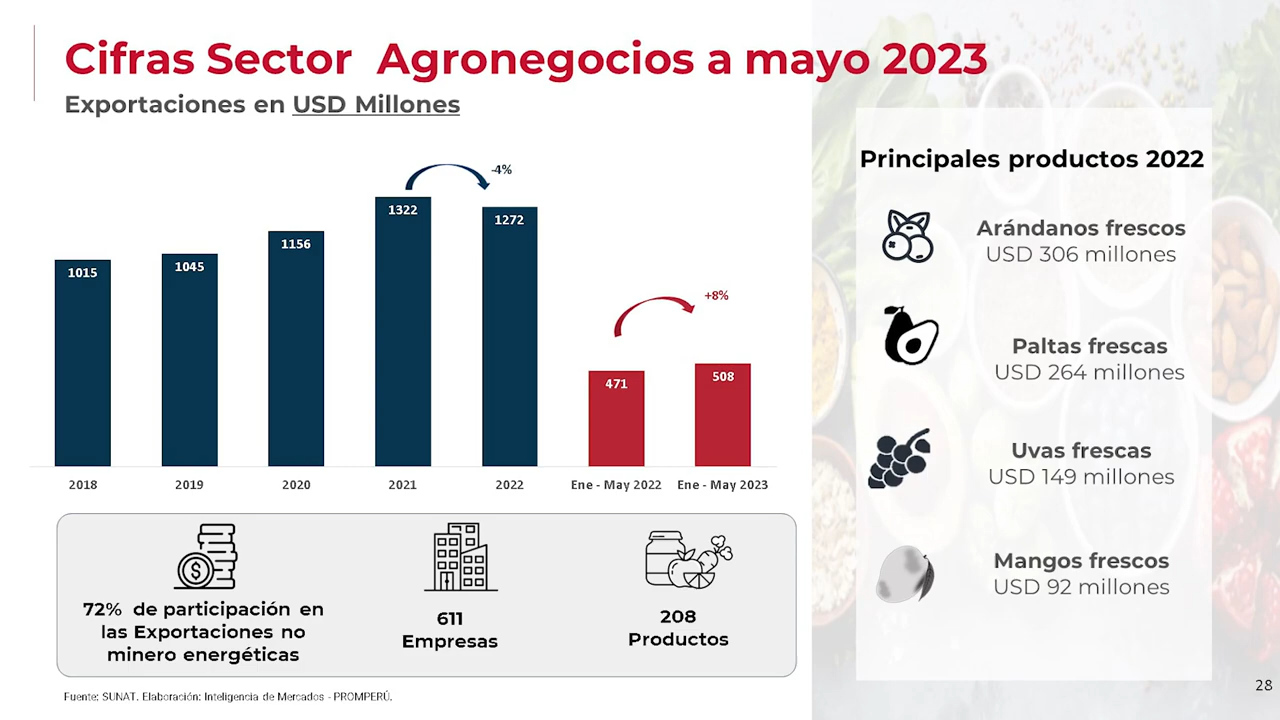 Cifras Sector Agronegocios a mayo 2023
Exportaciones en USD Millones
-4%
1322
1272
1156
1015
1045
+8%
471
508
2018
2019
2020
2021
2022
Ene - May 2022
Ene - May 2023
72% de participación en
las Exportaciones no
minero energéticas
611
Empresas
208
Productos
Fuente: SUNAT. Elaboración: Inteligencia de Mercados - PROMPERÚ.
Principales productos 2022
Arándanos frescos
USD 306 millones
Paltas frescas
USD 264 millones
Uvas frescas
USD 149 millones
Mangos frescos
USD 92 millones
28